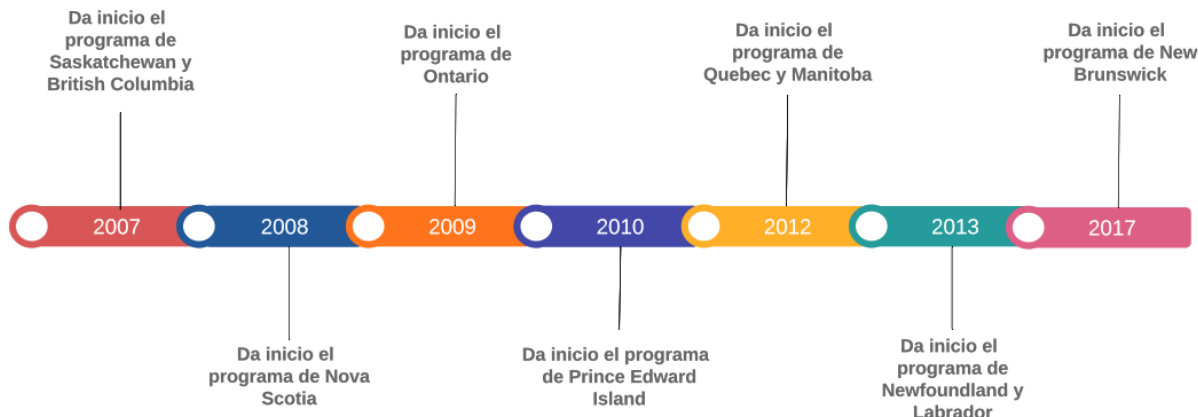 Da inicio el
programa de
Saskatchewan y
British Columbia
Da inicio el
programa de
Ontario
Da inicio el
programa de
Quebec y Manitoba
Da inicio el
programa de New
Brunswick
2007
2008
2009
2010
2012
2013
2017
Da inicio el
programa de Nova
Scotia
Da inicio el programa
de Prince Edward
Island
Da inicio el
programa de
Newfoundland y
Labrador